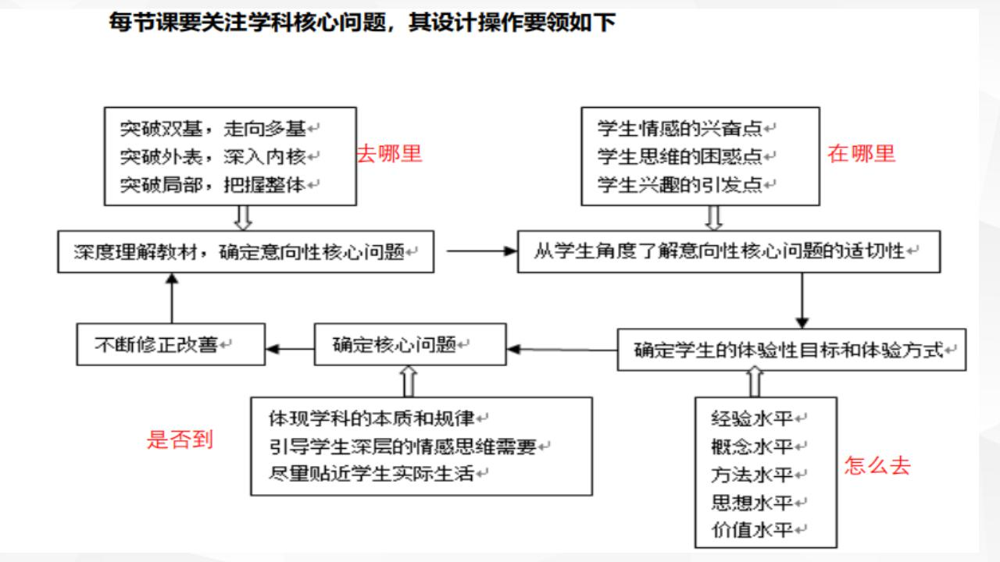 每节课要关注学科核心问题，其设计操作要领如下
突破双基，走向多基↵
突破外表，深入内核↵
突破局部，把握整体↵
去哪里
学生情感的兴奋点↵
学生思维的困惑点↵
学生兴趣的引发点↵
在哪里
深度理解教材，确定意向性核心问题↵
从学生角度了解意向性核心问题的适切性↵
不断修正改善↵
确定核心问题↵
确定学生的体验性目标和体验方式↵
是否到
体现学科的本质和规律↵
引导学生深层的情感思维需要↵
尽量贴近学生实际生活↵
经验水平↵
概念水平↵
方法水平↵
思想水平↵
价值水平↵
怎么去